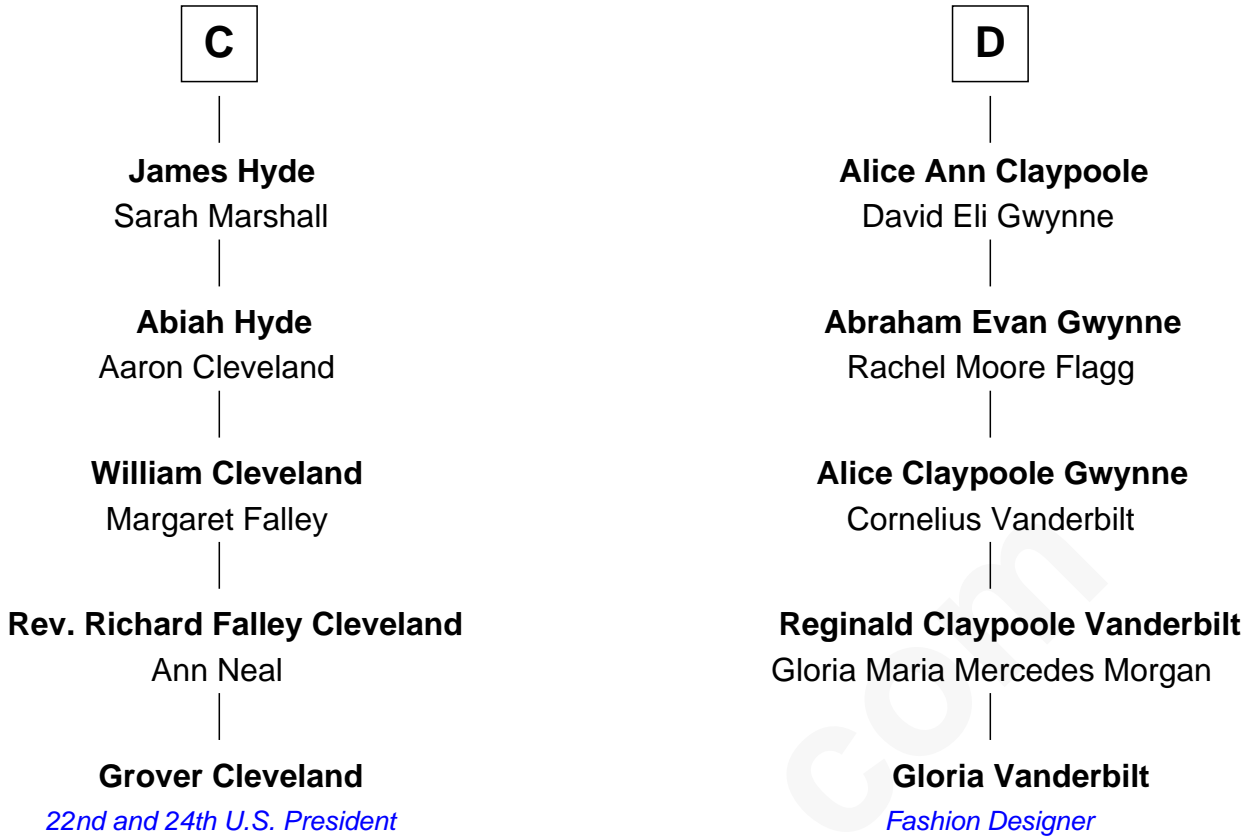 C
James Hyde
Sarah Marshall
Abiah Hyde
Aaron Cleveland
William Cleveland
Margaret Falley
Rev. Richard Falley Cleveland
Ann Neal
Grover Cleveland
22nd and 24th U.S. President
D
Alice Ann Claypoole
David Eli Gwynne
Abraham Evan Gwynne
Rachel Moore Flagg
Alice Claypoole Gwynne
Cornelius Vanderbilt
Reginald Claypoole Vanderbilt
Gloria Maria Mercedes Morgan
Gloria Vanderbilt
Fashion Designer
com